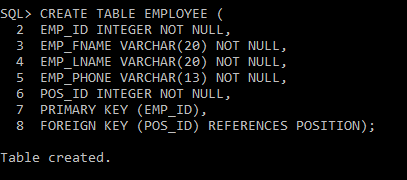 SQL> CREATE TABLE EMPLOYEE (
2 EMP_ID INTEGER NOT NULL,
3 EMP_FNAME VARCHAR(20) NOT NULL,
4 EMP_LNAME VARCHAR(20) NOT NULL,
5 EMP_PHONE VARCHAR(13) NOT NULL,
6 POS_ID INTEGER NOT NULL,
7 PRIMARY KEY (EMP_ID),
8 FOREIGN KEY (POS_ID) REFERENCES POSITION);
Table created.